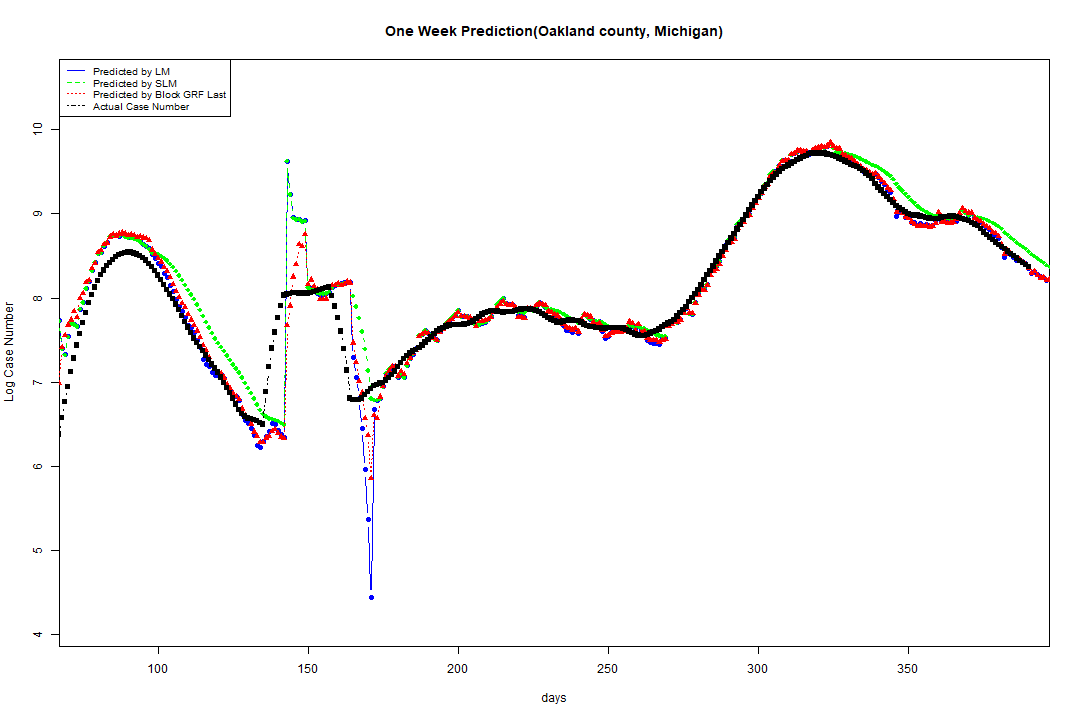 One Week Prediction(Oakland county, Michigan)
Predicted by LM
Predicted by SLM
Predicted by Block GRF Last
Actual Case Number
10
9
8
7
6
5
4
Log Case Number
100 150 200 250 300 350
days